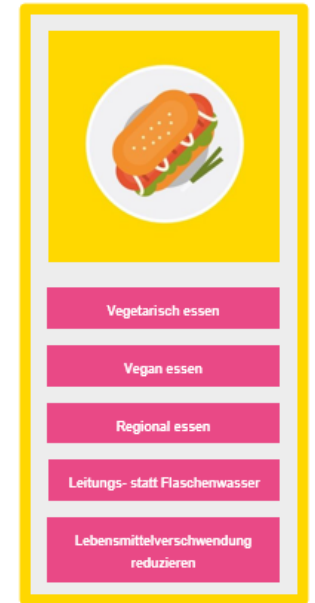 Vegetarisch essen
Vegan essen
Regional essen
Leitungs- statt Flaschenwasser
Lebensmittelverschwendung
reduzieren